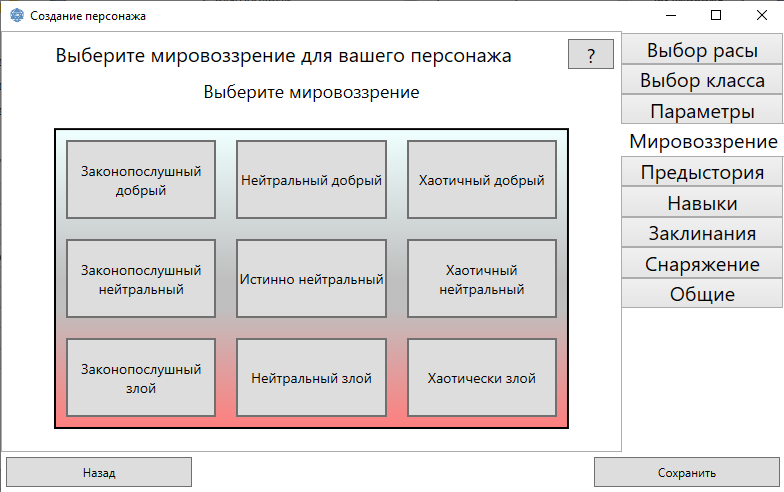 Создание персонажа
Выберите мировоззрение для вашего персонажа
?
Выберите мировоззрение
Законопослушный
добрый
Нейтральный добрый
Хаотичный добрый
Законопослушный
нейтральный
Истинно нейтральный
Хаотичный
нейтральный
Законопослушный
злой
Нейтральный злой
Хаотически злой
Выбор расы
Выбор класса
Параметры
Мировоззрение
Предыстория
Навыки
Заклинания
Снаряжение
Общие
Назад
Сохранить